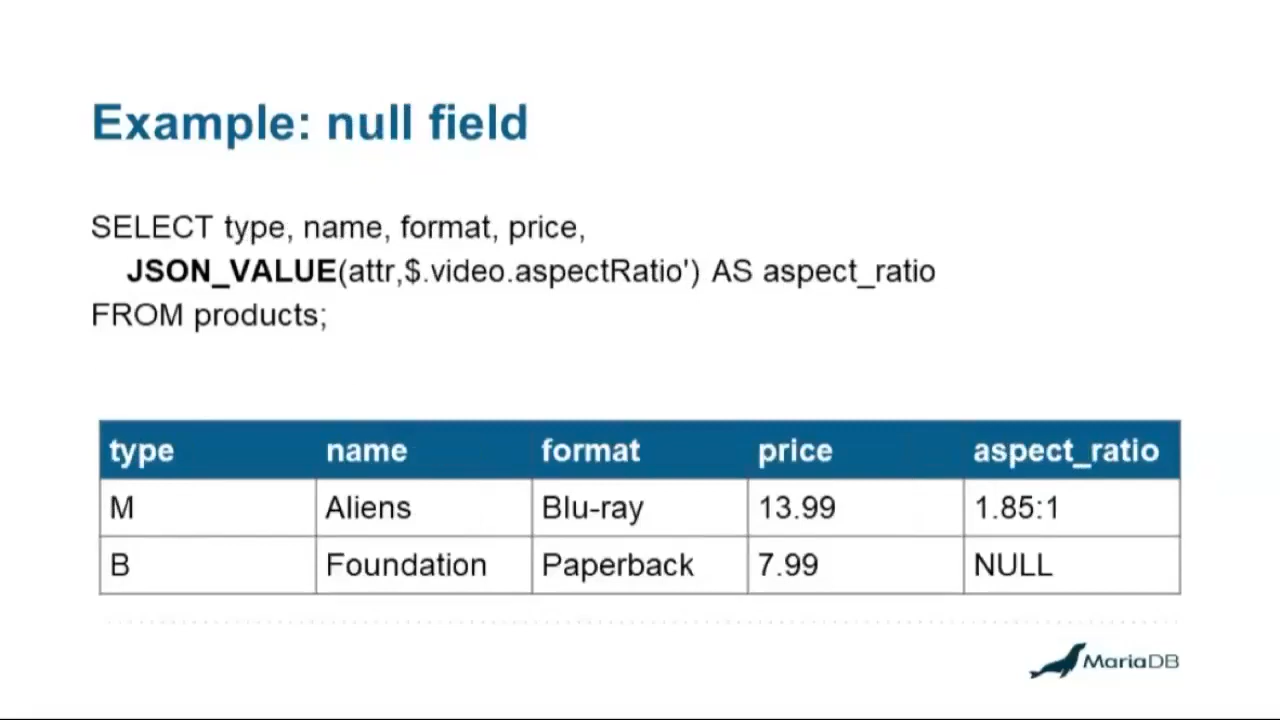 Example: null field
SELECT type, name, format, price,
JSON_VALUE(attr,$.video.aspectRatio') AS aspect_ratio
FROM products;
type name format price aspect_ratio
M Aliens Blu-ray 13.99 1.85:1
B Foundation Paperback 7.99 NULL
MariaDB